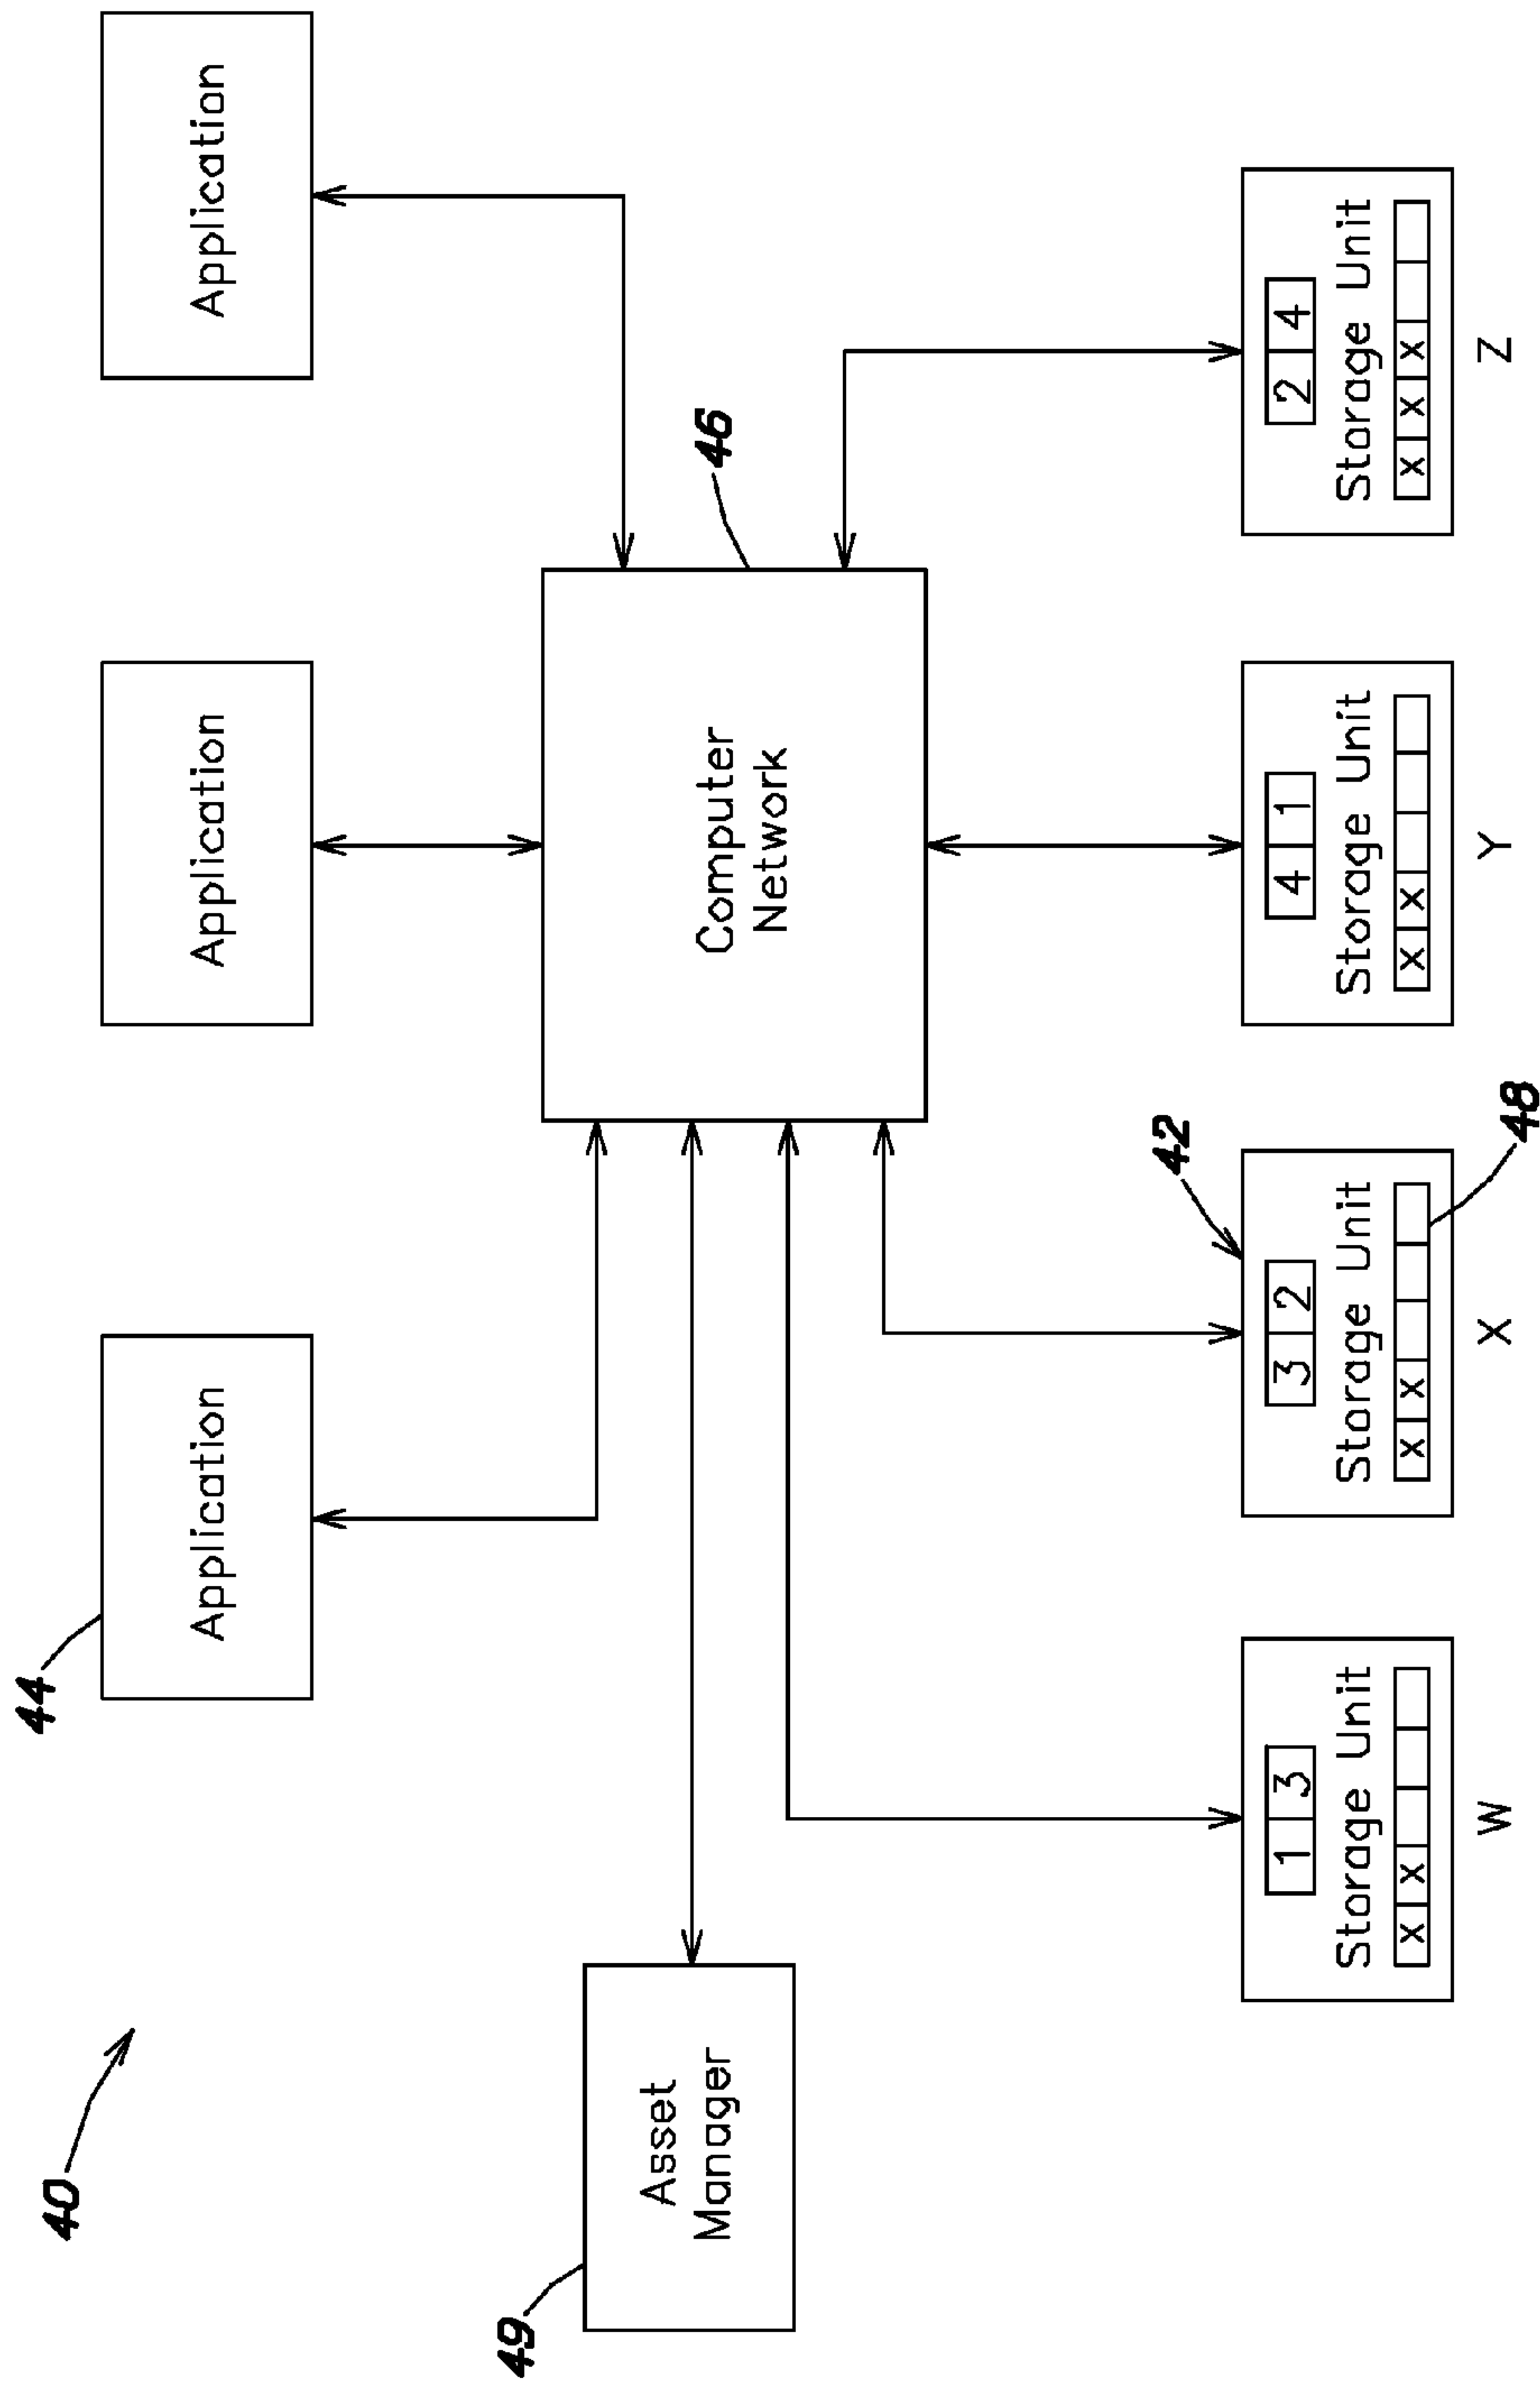 40
44
Application
Application
Application
49
Asset
Manager
46
Computer
Network
42
1 3
Storage Unit
X X
W
3 2
Storage Unit
X X
48
X
4 1
Storage Unit
X X
Y
2 4
Storage Unit
X X X
Z